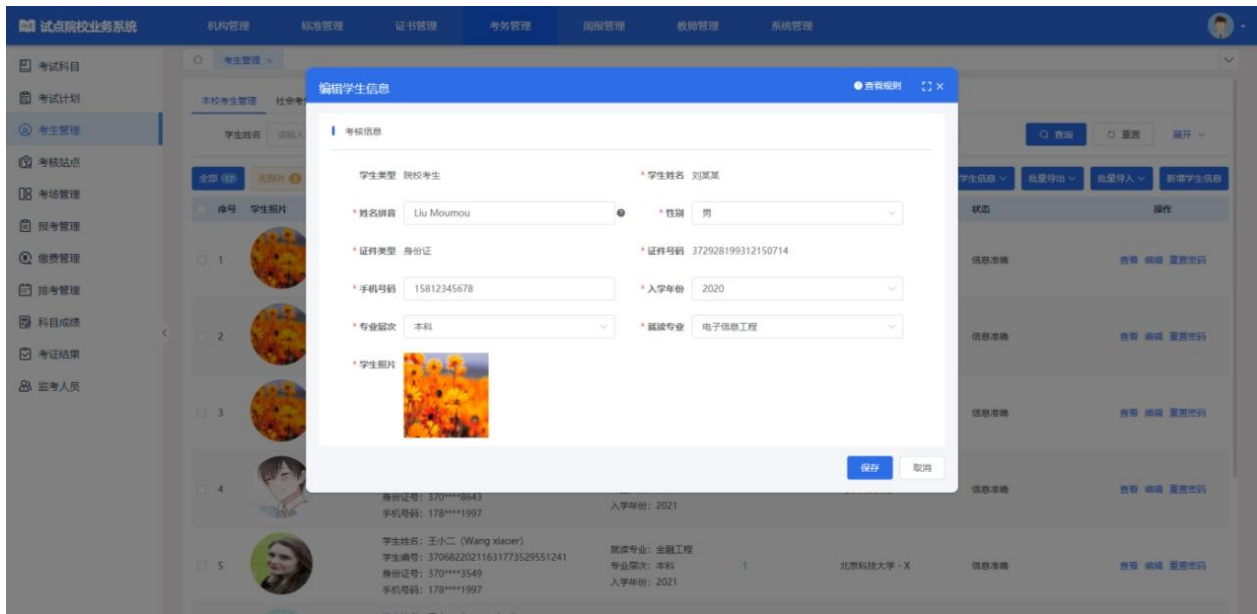 试点院校业务系统 机构管理 标准管理 证书管理 考务管理 周报管理 教师管理 系统管理
考试科目
考试计划
考生管理
考核站点
考场管理
报考管理
缴费管理
排考管理
科目成绩
考证结果
监考人员
考生管理 ×
本校考生管理 社会考
学生姓名 请输入
查询 重置 展开
全部 17 无照片
学生信息 批量导出 批量导入 新增学生信息
序号 学生照片 状态 操作
编辑学生信息 查看规则
考核信息
学生类型 院校考生 * 学生姓名 刘某某
* 姓名拼音 Liu Moumou * 性别 男
* 证件类型 身份证 * 证件号码 372928199312150714
* 手机号码 15812345678 * 入学年份 2020
* 专业层次 本科 * 就读专业 电子信息工程
* 学生照片
保存 取消
1 信息准确 查看 编辑 重置密码
2 信息准确 查看 编辑 重置密码
3 信息准确 查看 编辑 重置密码
4 信息准确 查看 编辑 重置密码
身份证号：370****8643
手机号码：178****1997
入学年份：2021
5
学生姓名：王小二（Wang xiaoer）
学生编号：37068220211631773529551241
身份证号：370****3549
手机号码：178****1997
就读专业：金融工程
专业层次：本科
入学年份：2021
1 北京科技大学 - X 信息准确 查看 编辑 重置密码